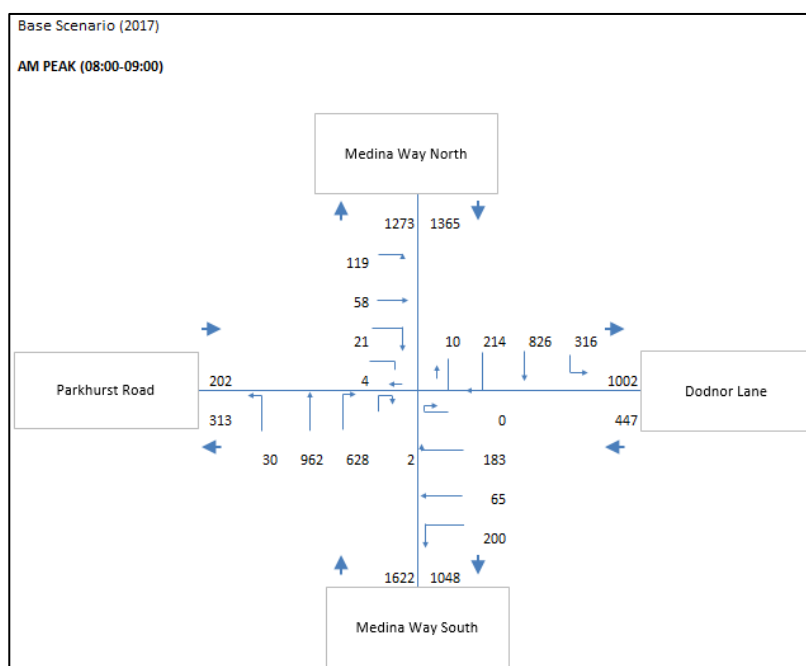 Base Scenario (2017)
AM PEAK (08:00-09:00)
Medina Way North
1273 1365
119
58
21 10 214 826 316
Parkhurst Road 202 4 1002 Dodnor Lane
313 0 447
30 962 628 2 183
65
200
1622 1048
Medina Way South